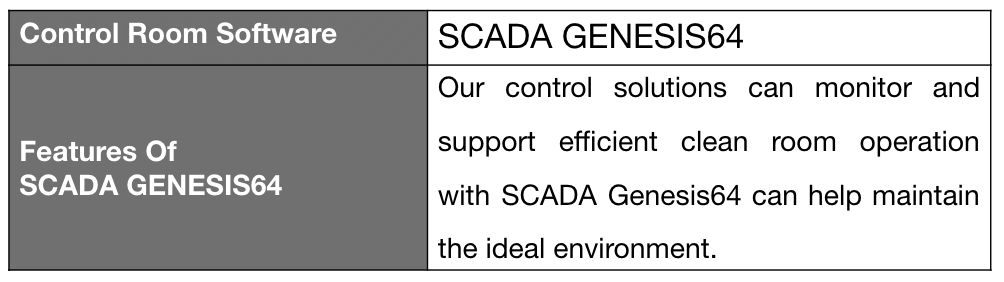 Control Room Software
SCADA GENESIS64
Features Of
SCADA GENESIS64
Our control solutions can monitor and
support efficient clean room operation
with SCADA Genesis64 can help maintain
the ideal environment.